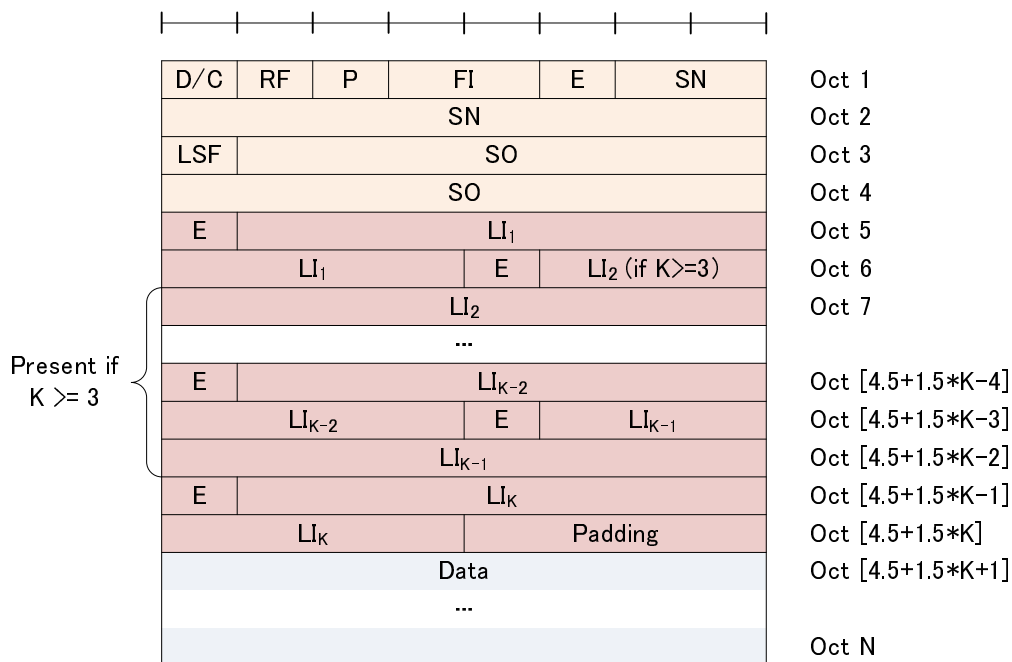 D/C RF P FI E SN Oct 1
SN Oct 2
LSF SO Oct 3
SO Oct 4
E LI₁ Oct 5
LI₁ E LI₂ (if K>=3) Oct 6
LI₂ Oct 7
...
Present if
K >= 3
E LIK-2 Oct [4.5+1.5*K-4]
LIK-2 E LIK-1 Oct [4.5+1.5*K-3]
LIK-1 Oct [4.5+1.5*K-2]
E LIK Oct [4.5+1.5*K-1]
LIK Padding Oct [4.5+1.5*K]
Data Oct [4.5+1.5*K+1]
...
Oct N